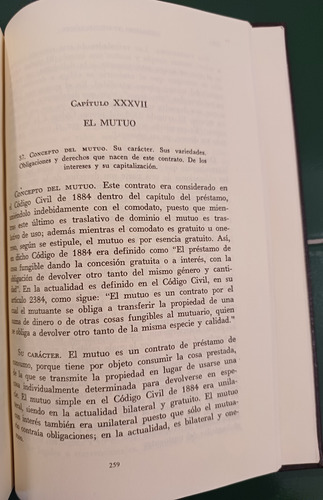 CAPÍTULO XXXVII
EL MUTUO
37. CONCEPTO DEL MUTUO. Su carácter. Sus variedades.
Obligaciones y derechos que nacen de este contrato. De los
intereses y su capitalización.
CONCEPTO DEL MUTUO. Este contrato era considerado en
Código Civil de 1884 dentro del capítulo del préstamo,
indebidamente con el comodato, puesto que mien-
este último es traslativo de dominio el mutuo es tras-
de uso; además mientras el comodato es gratuito u one-
según se estipule, el mutuo es por esencia gratuito. Así,
dicho Código de 1884 era definido como "El préstamo de
fungible dando la concesión gratuita o a interés, con la
obligación de devolver otro tanto del mismo género y canti-
dad". En la actualidad es definido en el Código Civil, en su
artículo 2384, como sigue: "El mutuo es un contrato por el
el mutuante se obliga a transferir la propiedad de una
suma de dinero o de otras cosas fungibles al mutuario, quien
se obliga a devolver otro tanto de la misma especie y calidad."
SU CARÁCTER. El mutuo es un contrato de préstamo de
consumo, porque tiene por objeto consumir la cosa prestada,
la que se transmite la propiedad en lugar de usarse una
individualmente determinada para devolverse en espe-
El mutuo simple en el Código Civil de 1884 era unila-
siendo en la actualidad bilateral y gratuito. El mutuo
interés también era unilateral puesto que sólo el mutua-
contraía obligaciones; en la actualidad, es bilateral y one-
259